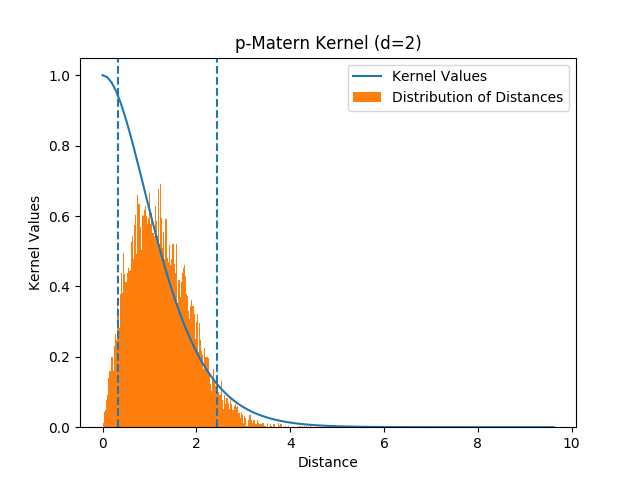 p-Matern Kernel (d=2)
Kernel Values
Distribution of Distances
Kernel Values
1.0
0.8
0.6
0.4
0.2
0.0
0
2
4
6
8
10
Distance